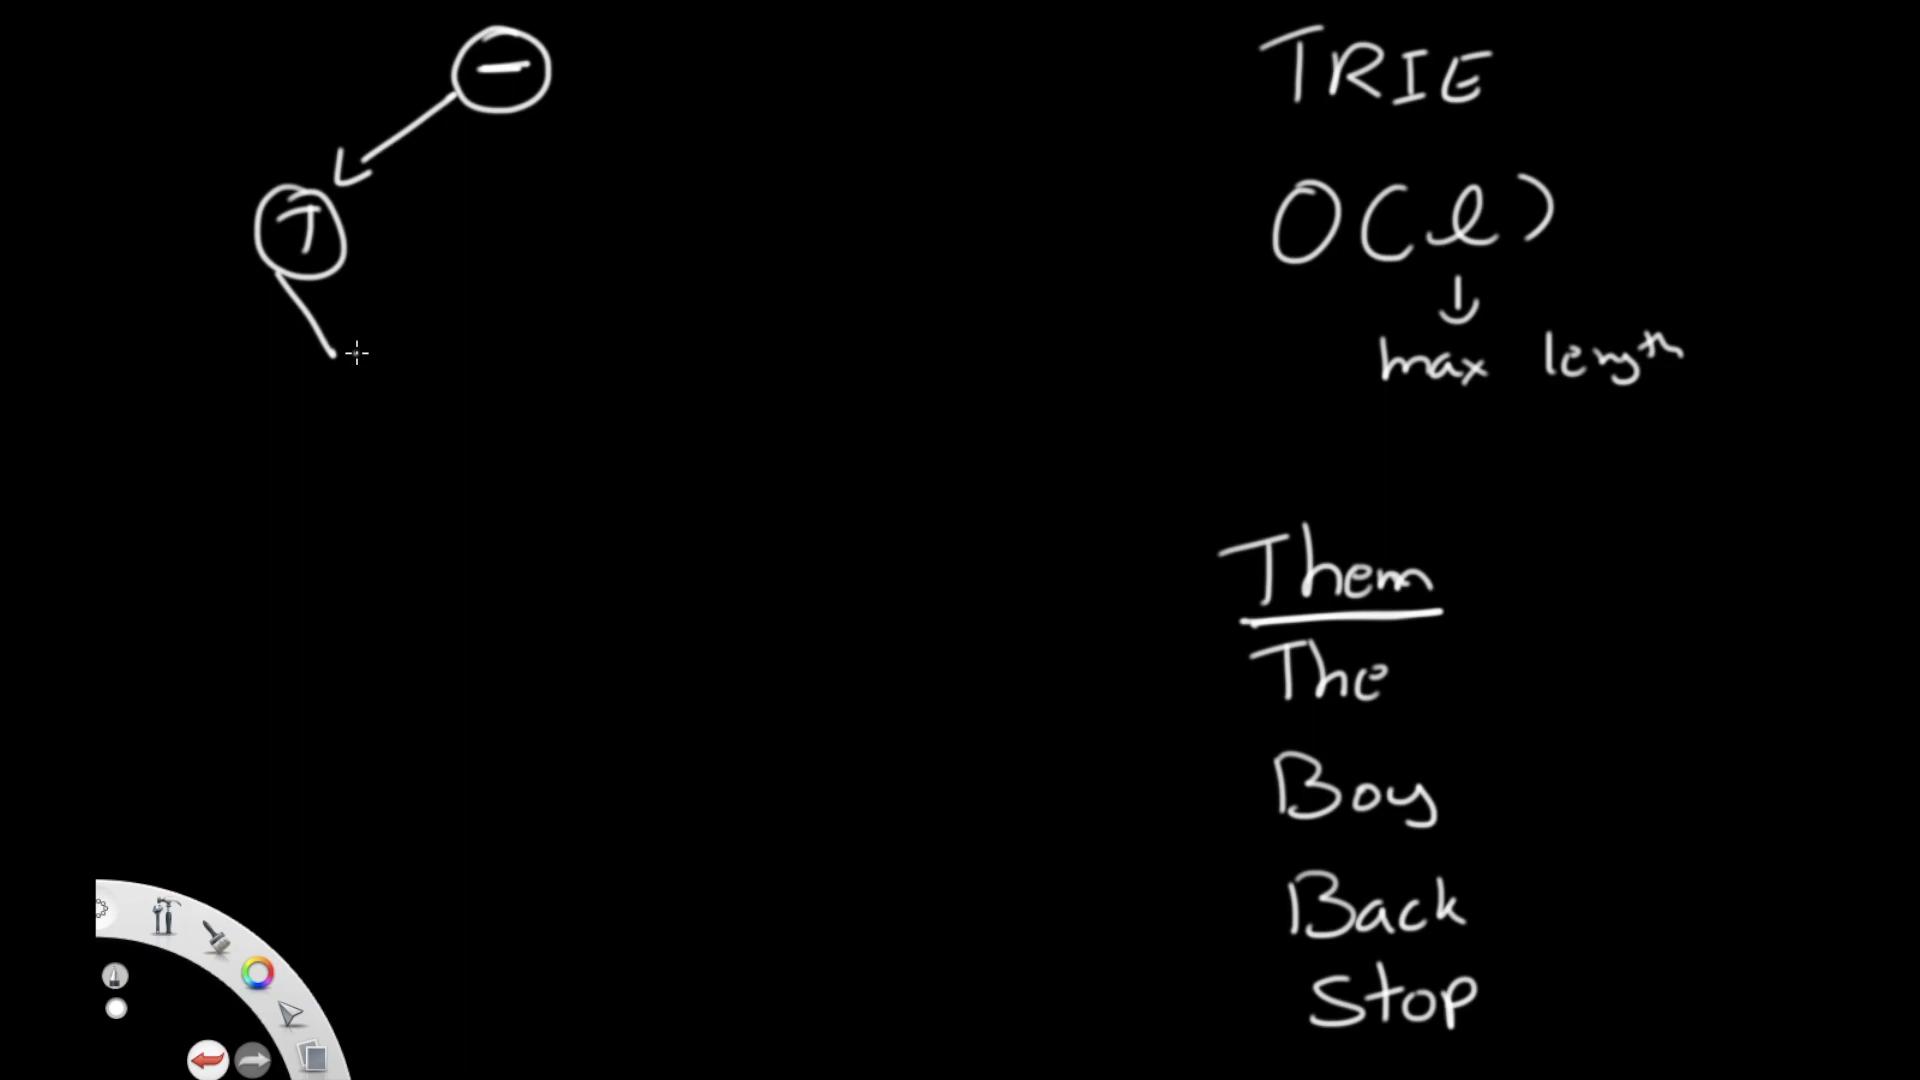 TRIE
T
O(l)
max length
Them
The
Boy
Back
Stop